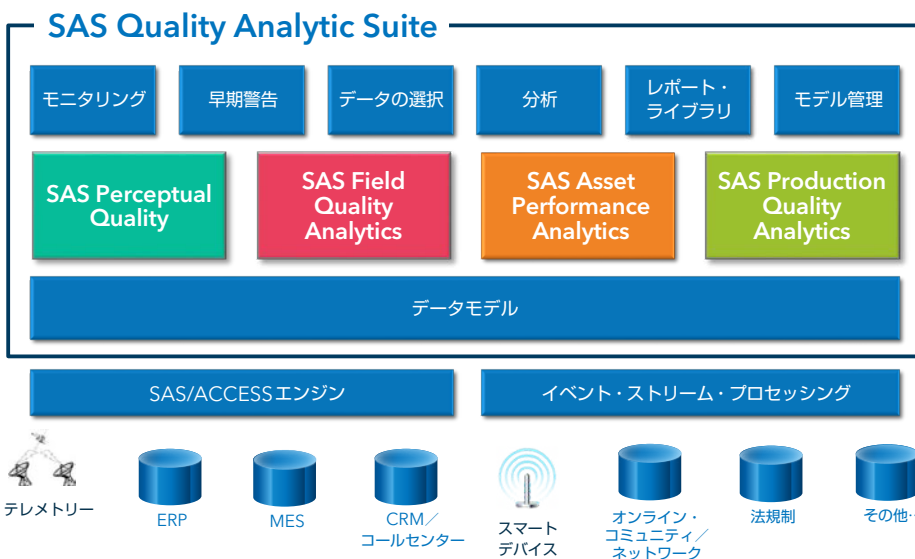 SAS Quality Analytic Suite
モニタリング
早期警告
データの選択
分析
レポート・
ライブラリ
モデル管理
SAS Perceptual
Quality
SAS Field
Quality
Analytics
SAS Asset
Performance
Analytics
SAS Production
Quality
Analytics
データモデル
SAS/ACCESSエンジン
イベント・ストリーム・プロセッシング
テレメトリー
ERP
MES
CRM／
コールセンター
スマート
デバイス
オンライン・
コミュニティ／
ネットワーク
法規制
その他…